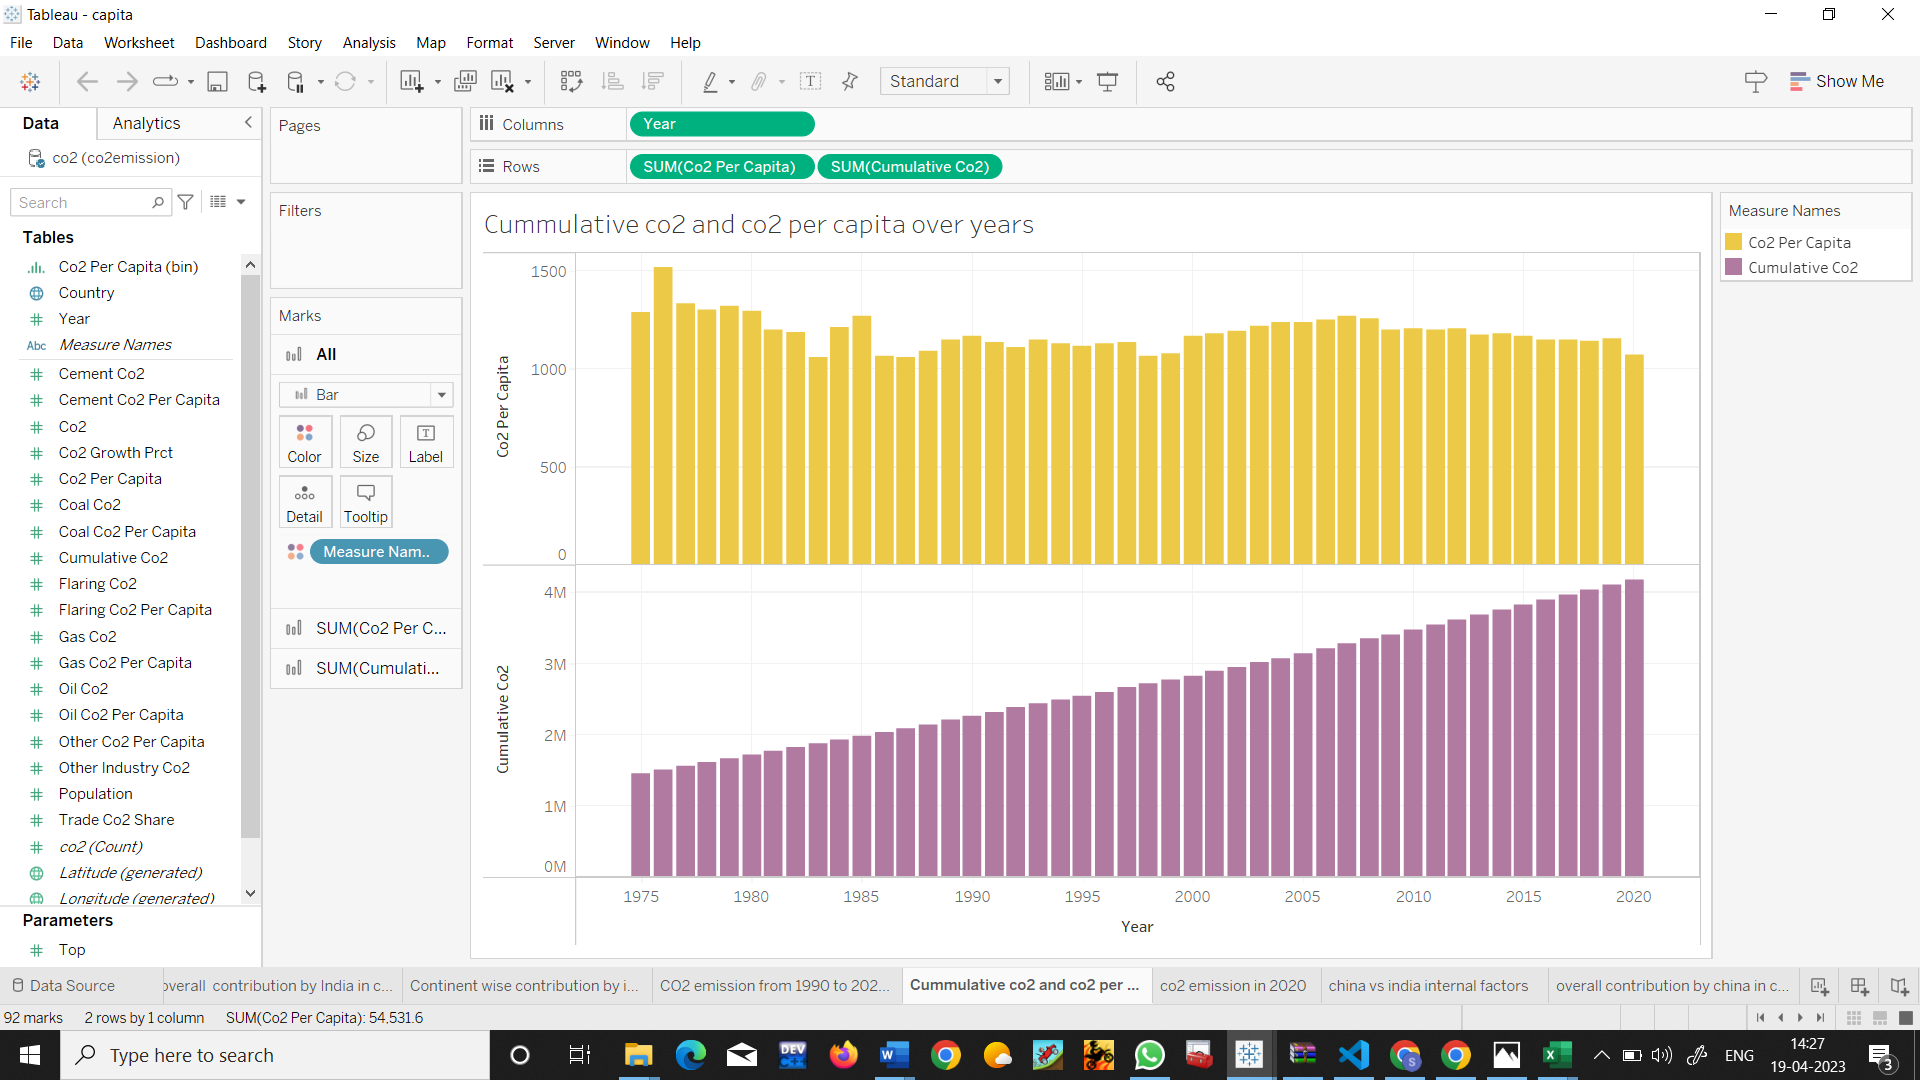 Tableau - capita
File Data Worksheet Dashboard Story Analysis Map Format Server Window Help
Standard
Show Me
Data Analytics
co2 (co2emission)
Search
Tables
Co2 Per Capita (bin)
Country
Year
Abc Measure Names
Cement Co2
Cement Co2 Per Capita
Co2
Co2 Growth Prct
Co2 Per Capita
Coal Co2
Coal Co2 Per Capita
Cumulative Co2
Flaring Co2
Flaring Co2 Per Capita
Gas Co2
Gas Co2 Per Capita
Oil Co2
Oil Co2 Per Capita
Other Co2 Per Capita
Other Industry Co2
Population
Trade Co2 Share
co2 (Count)
Latitude (generated)
Longitude (generated)
Parameters
Top
Pages
Filters
Marks
All
Bar
Color Size Label
Detail Tooltip
Measure Nam..
SUM(Co2 Per C...
SUM(Cumulati...
Columns Year
Rows SUM(Co2 Per Capita) SUM(Cumulative Co2)
Cummulative co2 and co2 per capita over years
1500
1000
500
0
Co2 Per Capita
4M
3M
2M
1M
0M
Cumulative Co2
1975 1980 1985 1990 1995 2000 2005 2010 2015 2020
Year
Measure Names
Co2 Per Capita
Cumulative Co2
Data Source overall contribution by India in c... Continent wise contribution by i... CO2 emission from 1990 to 202... Cummulative co2 and co2 per ... co2 emission in 2020 china vs india internal factors overall contribution by china in c...
92 marks 2 rows by 1 column SUM(Co2 Per Capita): 54,531.6
Type here to search
DEV
C++
W
S
X
ENG
14:27
19-04-2023
3